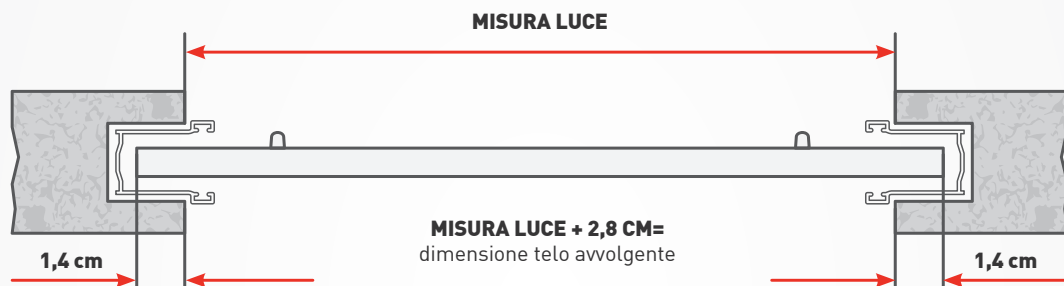 MISURA LUCE
MISURA LUCE + 2,8 CM=
dimensione telo avvolgente
1,4 cm
1,4 cm